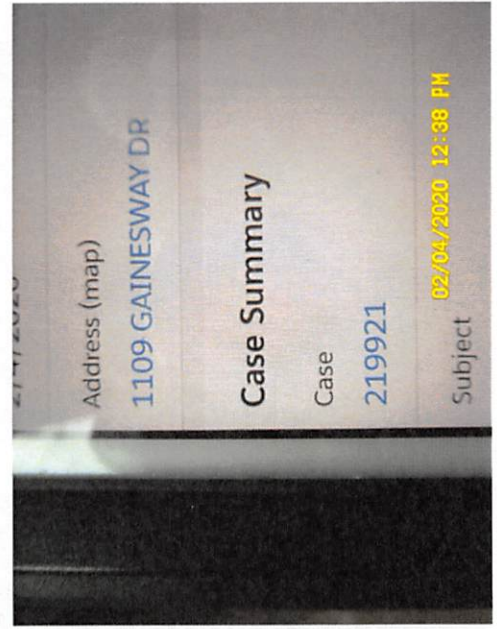 Address (map)
1109 GAINESWAY DR
Case Summary
Case
219921
Subject
02/04/2020 12:38 PM